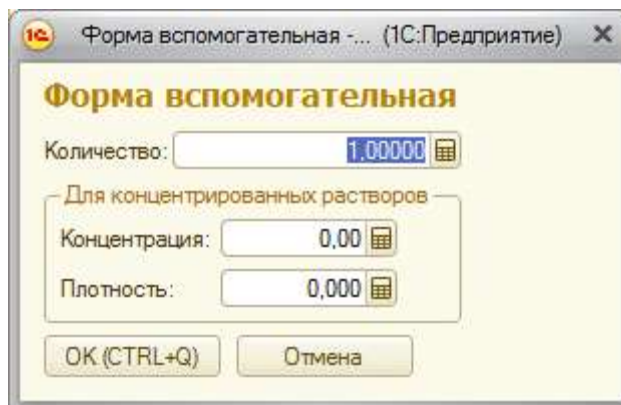 1С Форма вспомогательная -... (1С:Предприятие)
Форма вспомогательная
Количество: 1,00000
Для концентрированных растворов
Концентрация: 0,00
Плотность: 0,000
OK (CTRL+Q) Отмена